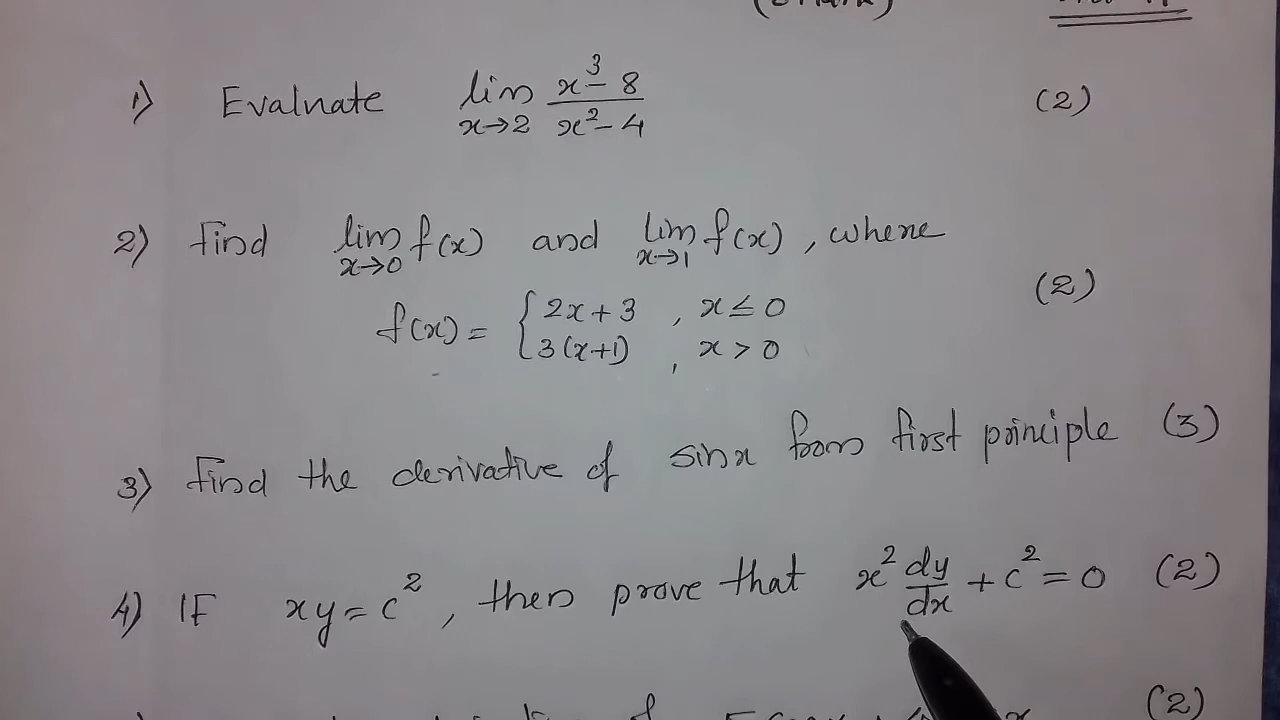 1) Evaluate lim x→2 x³-8 / x²-4 (2)
2) Find lim x→0 f(x) and lim x→1 f(x), where
f(x) = { 2x+3 , x ≤ 0 (2)
3(x+1) , x > 0
3) Find the derivative of sinx from first principle (3)
4) IF xy = c², then prove that x² dy/dx + c² = 0 (2)
(2)